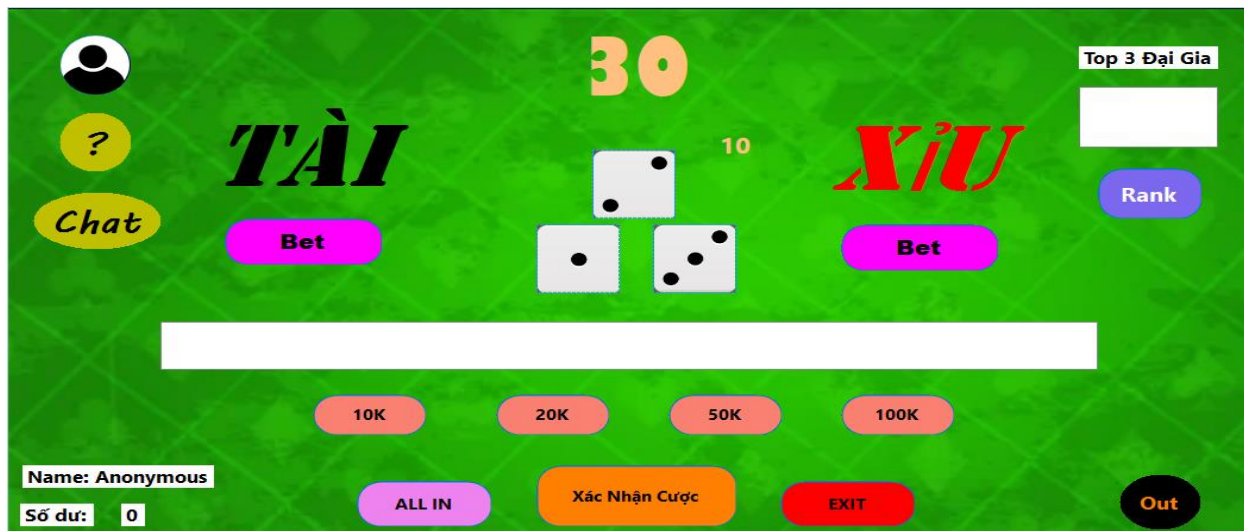 30
Top 3 Đại Gia
?
TÀI
10
XỈU
Rank
Chat
Bet
Bet
10K
20K
50K
100K
Name: Anonymous
ALL IN
Xác Nhận Cược
EXIT
Out
Số dư:
0